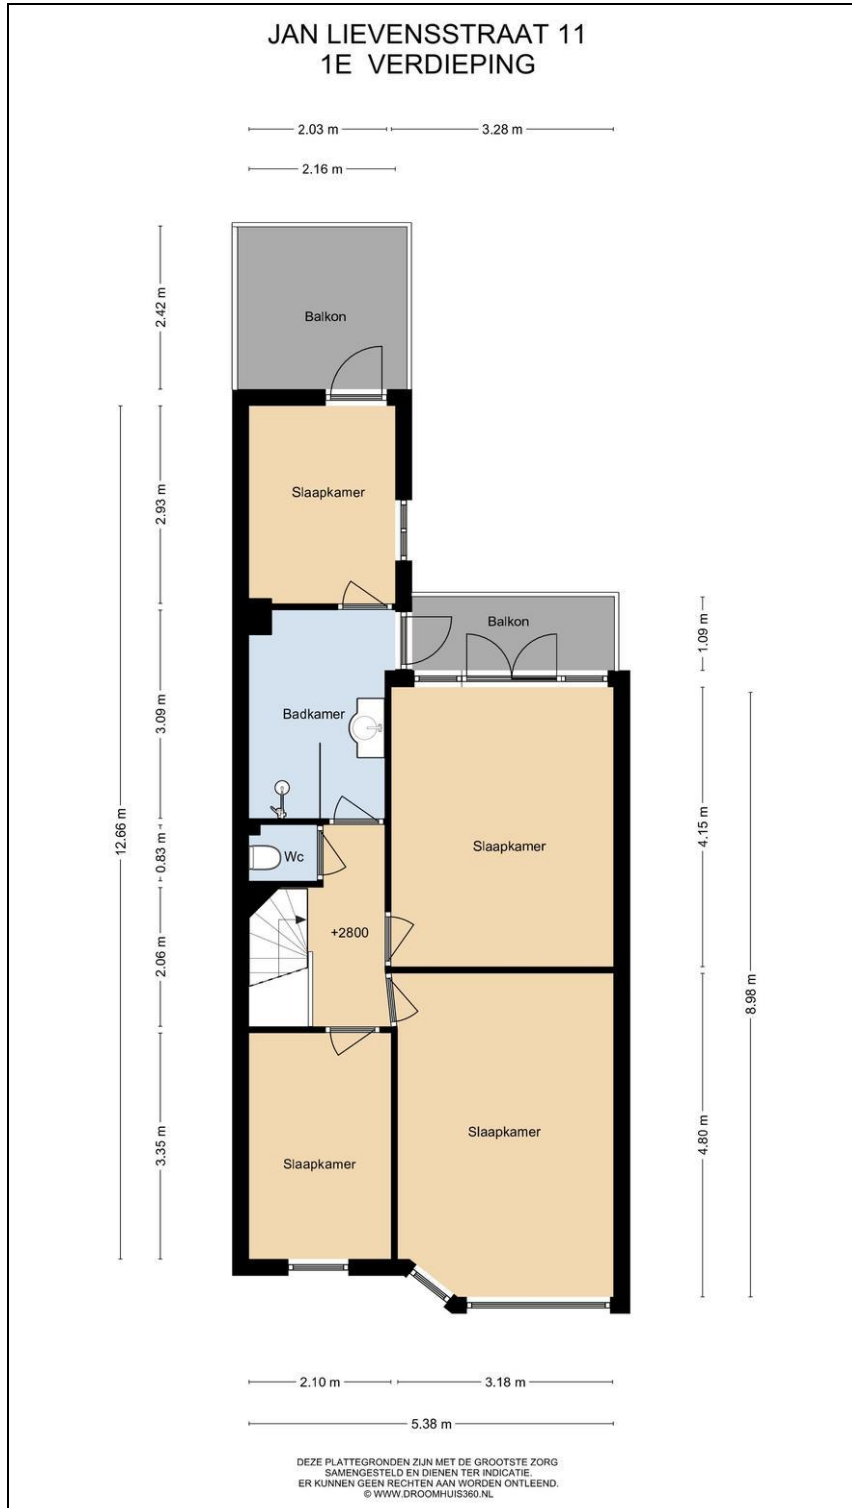 JAN LIEVENSSTRAAT 11
1E VERDIEPING
2.03 m
3.28 m
2.16 m
2.42 m
Balkon
2.93 m
Slaapkamer
Balkon
1.09 m
3.09 m
Badkamer
12.66 m
0.83 m
Wc
4.15 m
Slaapkamer
+2800
2.06 m
8.98 m
Slaapkamer
4.80 m
3.35 m
Slaapkamer
2.10 m
3.18 m
5.38 m
DEZE PLATTEGRONDEN ZIJN MET DE GROOTSTE ZORG
SAMENGESTELD EN DIENEN TER INDICATIE.
ER KUNNEN GEEN RECHTEN AAN WORDEN ONTLEEND.
© WWW.DROOMHUIS360.NL